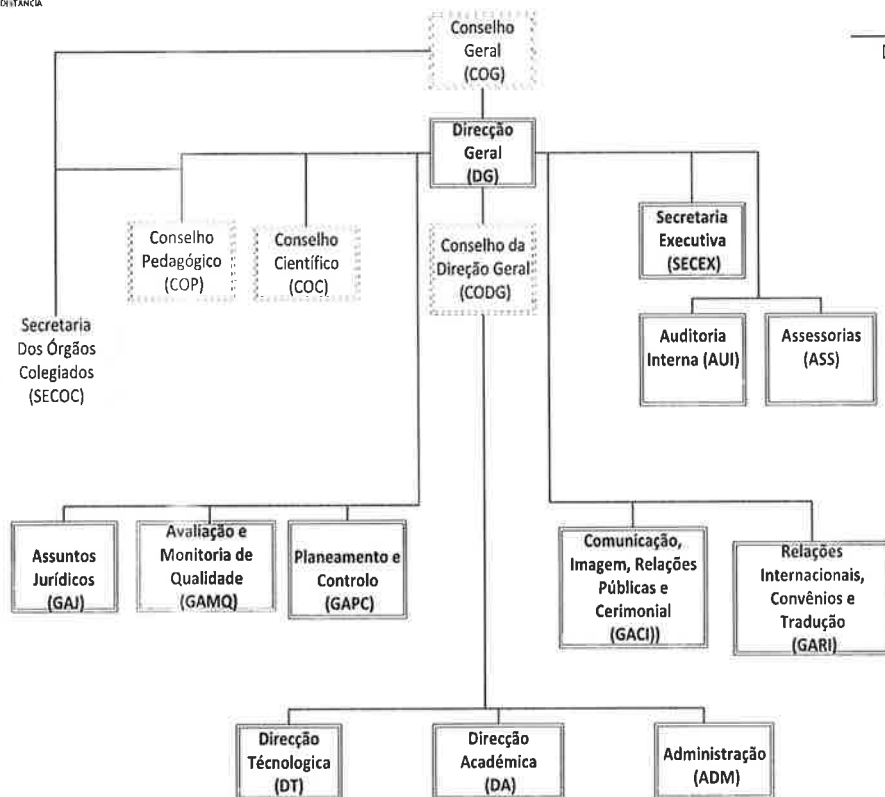 DISTÂNCIA
Conselho
Geral
(COG)
D
Direcção
Geral
(DG)
Conselho
Pedagógico
(COP)
Conselho
Científico
(COC)
Conselho da
Direção Geral
(CODG)
Secretaria
Executiva
(SECEX)
Secretaria
Dos Órgãos
Colegiados
(SECOC)
Auditoria
Interna (AUI)
Assessorias
(ASS)
Assuntos
Jurídicos
(GAJ)
Avaliação e
Monitoria de
Qualidade
(GAMQ)
Planeamento e
Controlo
(GAPC)
Comunicação,
Imagem, Relações
Públicas e
Cerimonial
(GACI))
Relações
Internacionais,
Convênios e
Tradução
(GARI)
Direcção
Técnologica
(DT)
Direcção
Académica
(DA)
Administração
(ADM)